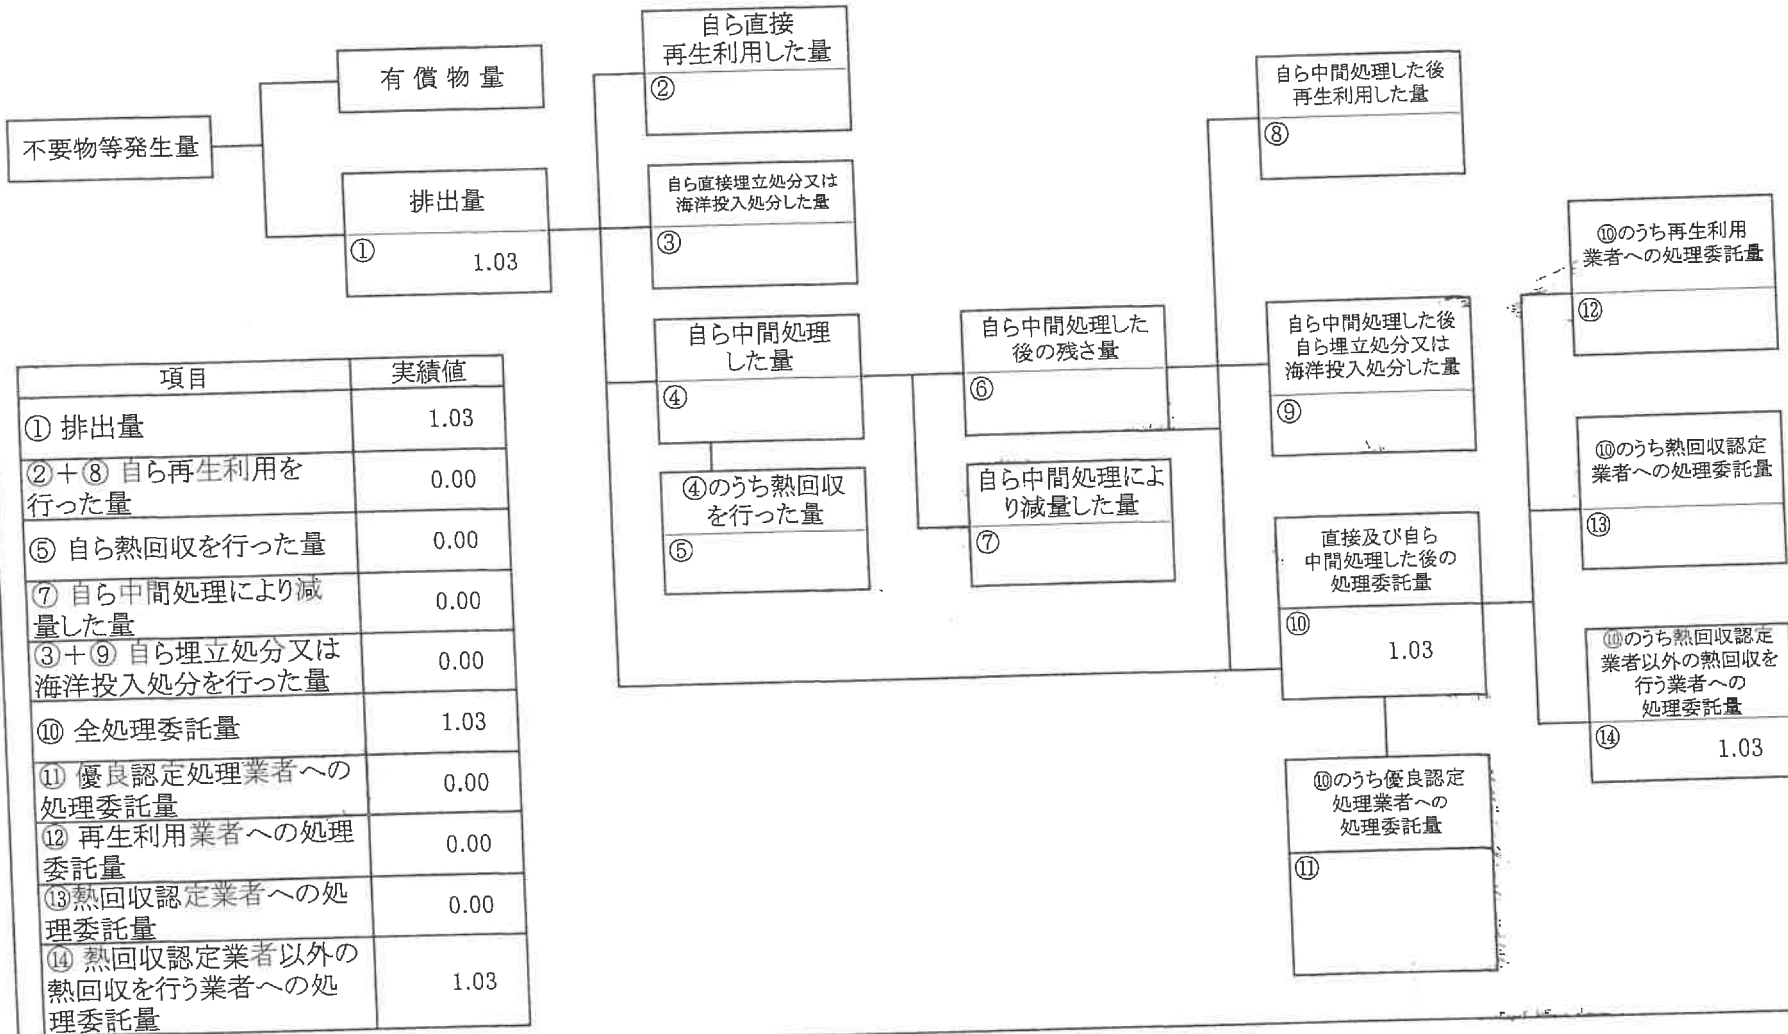 不要物等発生量
有償物量
排出量
①
1.03
自ら直接
再生利用した量
②
自ら直接埋立処分又は
海洋投入処分した量
③
自ら中間処理
した量
④
④のうち熱回収
を行った量
⑤
自ら中間処理した
後の残さ量
⑥
自ら中間処理によ
り減量した量
⑦
自ら中間処理した後
再生利用した量
⑧
自ら中間処理した後
自ら埋立処分又は
海洋投入処分した量
⑨
直接及び自ら
中間処理した後の
処理委託量
⑩
1.03
⑩のうち優良認定
処理業者への
処理委託量
⑪
⑩のうち再生利用
業者への処理委託量
⑫
⑩のうち熱回収認定
業者への処理委託量
⑬
⑩のうち熱回収認定
業者以外の熱回収を
行う業者への
処理委託量
⑭
1.03
項目 実績値
① 排出量 1.03
②+⑧ 自ら再生利用を
行った量 0.00
⑤ 自ら熱回収を行った量 0.00
⑦ 自ら中間処理により減
量した量 0.00
③+⑨ 自ら埋立処分又は
海洋投入処分を行った量 0.00
⑩ 全処理委託量 1.03
⑪ 優良認定処理業者への
処理委託量 0.00
⑫ 再生利用業者への処理
委託量 0.00
⑬熱回収認定業者への処
理委託量 0.00
⑭ 熱回収認定業者以外の
熱回収を行う業者への処
理委託量 1.03